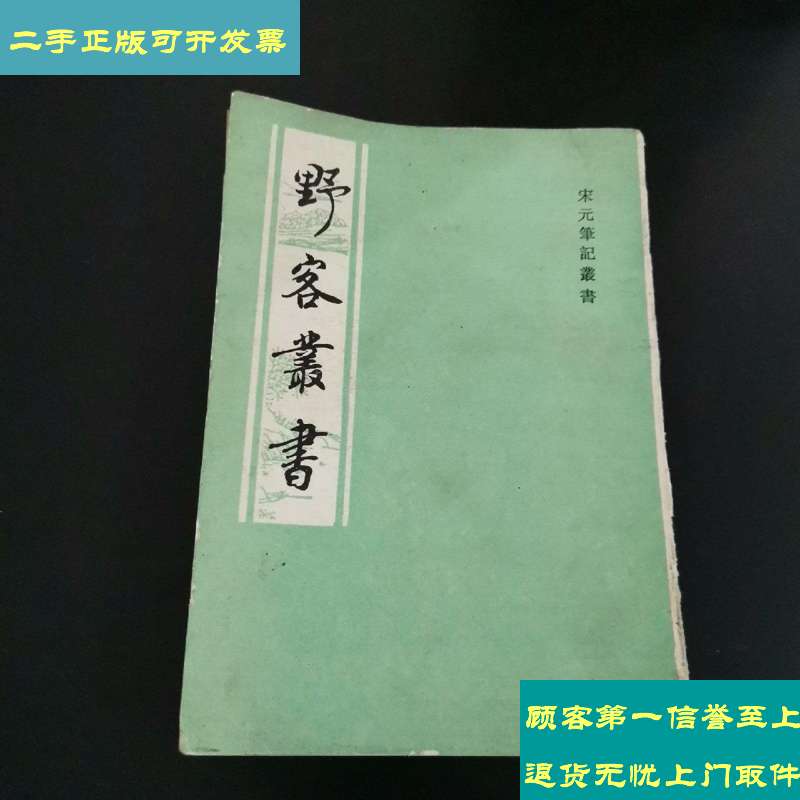 二手正版可开发票
野客叢書
宋元筆記叢書
顾客第一信誉至上
退货无忧上门取件